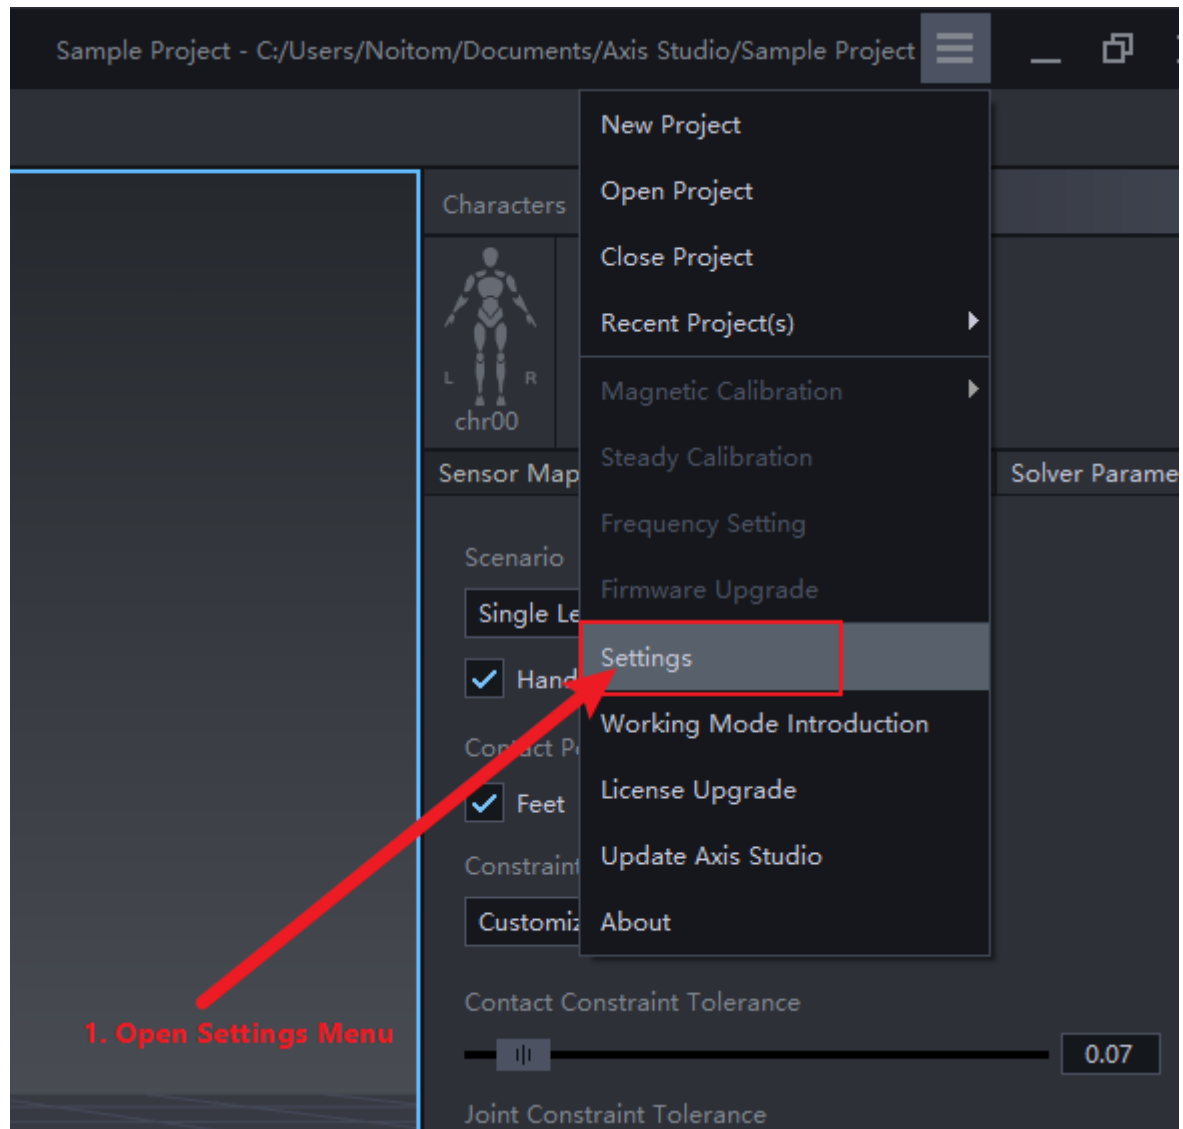 Sample Project - C:/Users/Noitom/Documents/Axis Studio/Sample Project
New Project
Open Project
Characters
Close Project
Recent Project(s)
L R
Magnetic Calibration
chr00
Steady Calibration
Sensor Map
Solver Parame
Frequency Setting
Scenario
Firmware Upgrade
Single Le
Settings
Hand
Working Mode Introduction
Contact P
License Upgrade
Feet
Update Axis Studio
Constraint
Customiz
About
Contact Constraint Tolerance
1. Open Settings Menu
0.07
Joint Constraint Tolerance